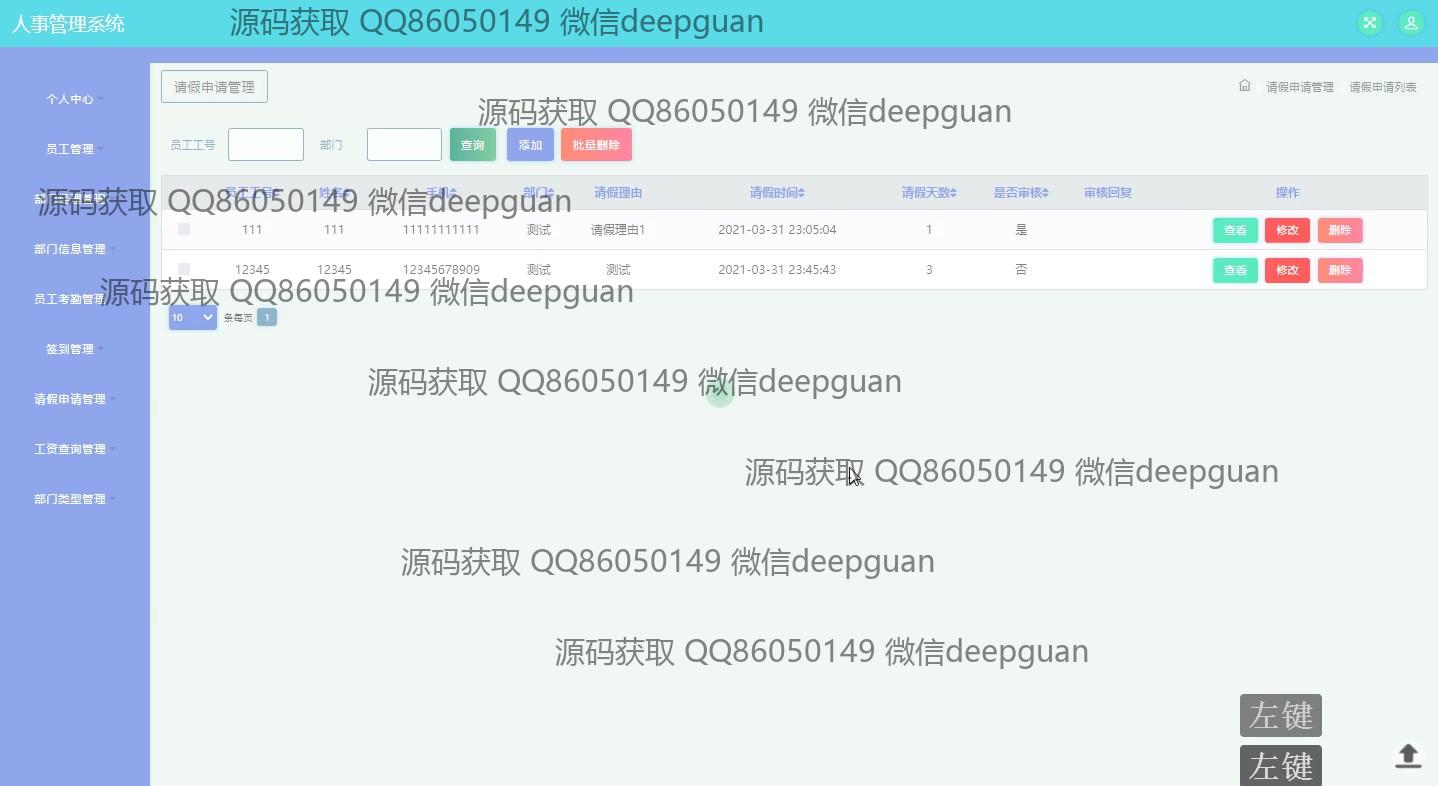 人事管理系统
源码获取 QQ86050149 微信deepguan
请假申请管理
请假申请管理 请假申请列表
源码获取 QQ86050149 微信deepguan
员工工号 部门 查询 添加 批量删除
个人中心
员工管理
源码获取 QQ86050149 微信deepguan
部门信息管理
员工考勤管理
签到管理
请假申请管理
工资查询管理
部门类型管理
员工工号 姓名 手机 部门 请假理由 请假时间 请假天数 是否审核 审核回复 操作
111 111 11111111111 测试 请假理由1 2021-03-31 23:05:04 1 是 查看 修改 删除
12345 12345 12345678909 测试 测试 2021-03-31 23:45:43 3 否 查看 修改 删除
源码获取 QQ86050149 微信deepguan
10 条每页 1
源码获取 QQ86050149 微信deepguan
源码获取 QQ86050149 微信deepguan
源码获取 QQ86050149 微信deepguan
源码获取 QQ86050149 微信deepguan
左键
左键